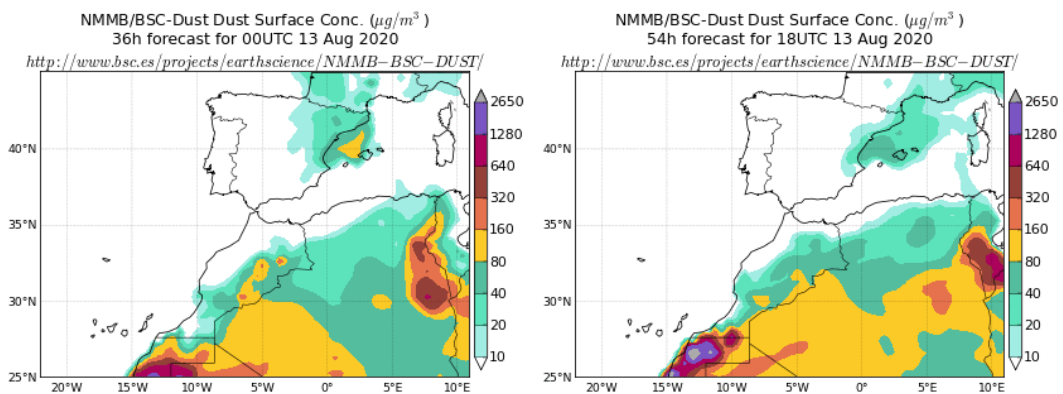 NMMB/BSC-Dust Dust Surface Conc. (μg/m³)
36h forecast for 00UTC 13 Aug 2020
http://www.bsc.es/projects/earthscience/NMMB−BSC−DUST/
40°N
35°N
30°N
25°N
20°W 15°W 10°W 5°W 0°E 5°E 10°E
2650
1280
640
320
160
80
40
20
10
NMMB/BSC-Dust Dust Surface Conc. (μg/m³)
54h forecast for 18UTC 13 Aug 2020
http://www.bsc.es/projects/earthscience/NMMB−BSC−DUST/
40°N
35°N
30°N
25°N
20°W 15°W 10°W 5°W 0°E 5°E 10°E
2650
1280
640
320
160
80
40
20
10